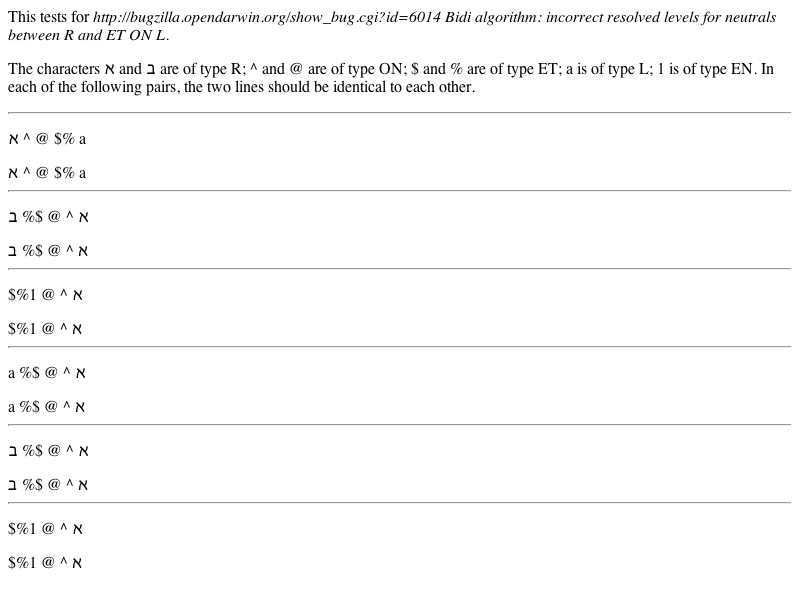 This tests for http://bugzilla.opendarwin.org/show_bug.cgi?id=6014 Bidi algorithm: incorrect resolved levels for neutrals
between R and ET ON L.
The characters א and ב are of type R; ^ and @ are of type ON; $ and % are of type ET; a is of type L; 1 is of type EN. In
each of the following pairs, the two lines should be identical to each other.
א ^ @ $% a
א ^ @ $% a
א ^ @ $% ב
א ^ @ $% ב
א ^ @ $%1
א ^ @ $%1
א ^ @ $% a
א ^ @ $% a
א ^ @ $% ב
א ^ @ $% ב
א ^ @ $%1
א ^ @ $%1